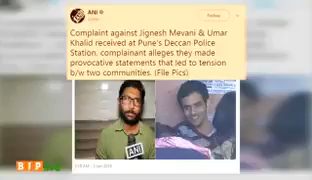 ANI
Follow
Complaint against Jignesh Mevani & Umar
Khalid received at Pune's Deccan Police
Station, complainant alleges they made
provocative statements that led to tension
b/w two communities. (File Pics)
ANI
BJP